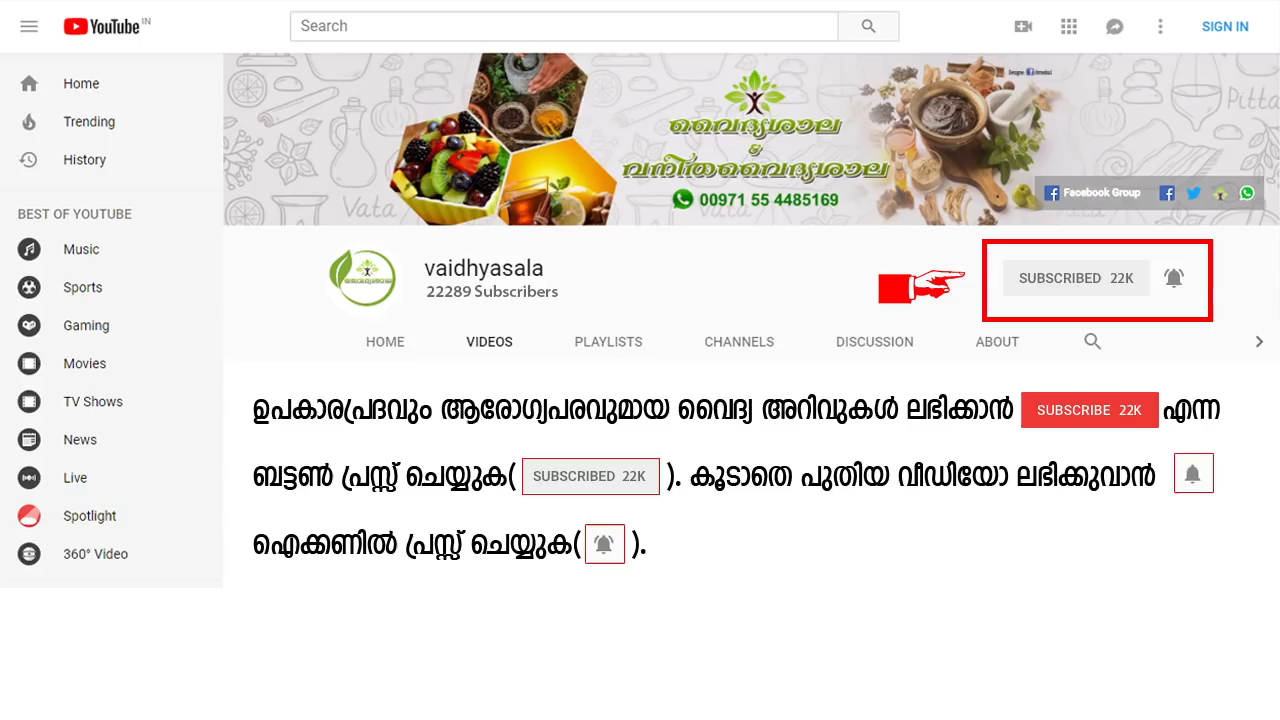 YouTube IN
Search
SIGN IN
Home
Trending
History
BEST OF YOUTUBE
Music
Sports
Gaming
Movies
TV Shows
News
Live
Spotlight
360° Video
വൈദ്യശാല
&
വനിതവൈദ്യശാല
00971 55 4485169
Vata
Vata
Pitta
Facebook Group
vaidhyasala
22289 Subscribers
SUBSCRIBED 22K
HOME VIDEOS PLAYLISTS CHANNELS DISCUSSION ABOUT
ഉപകാരപ്രദവും ആരോഗ്യപരവുമായ വൈദ്യ അറിവുകൾ ലഭിക്കാൻ SUBSCRIBE 22K എന്ന
ബട്ടൺ പ്രസ്സ് ചെയ്യുക( SUBSCRIBED 22K ). കൂടാതെ പുതിയ വീഡിയോ ലഭിക്കുവാൻ
ഐക്കണിൽ പ്രസ്സ് ചെയ്യുക( ).